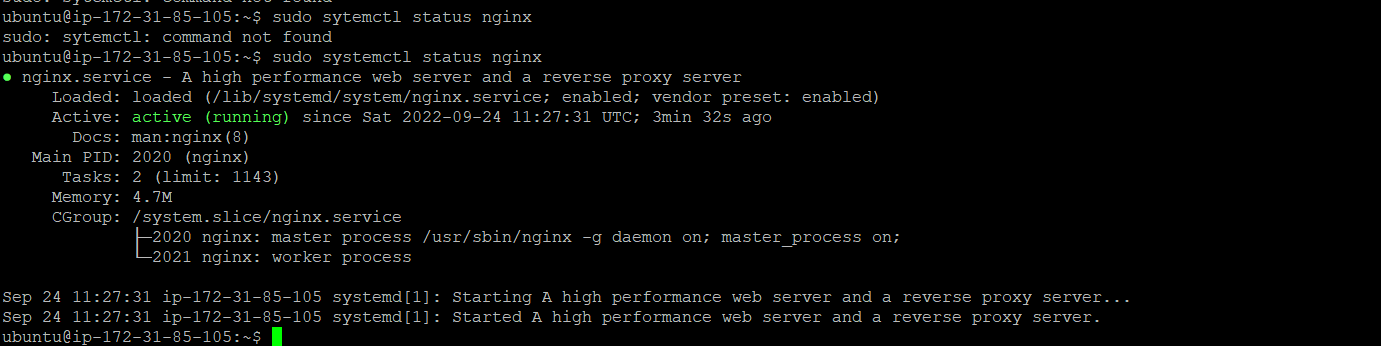 sudo: sytemctl: command not found
ubuntu@ip-172-31-85-105:~$ sudo sytemctl status nginx
sudo: sytemctl: command not found
ubuntu@ip-172-31-85-105:~$ sudo systemctl status nginx
● nginx.service - A high performance web server and a reverse proxy server
     Loaded: loaded (/lib/systemd/system/nginx.service; enabled; vendor preset: enabled)
     Active: active (running) since Sat 2022-09-24 11:27:31 UTC; 3min 32s ago
       Docs: man:nginx(8)
   Main PID: 2020 (nginx)
      Tasks: 2 (limit: 1143)
     Memory: 4.7M
     CGroup: /system.slice/nginx.service
             ├─2020 nginx: master process /usr/sbin/nginx -g daemon on; master_process on;
             └─2021 nginx: worker process

Sep 24 11:27:31 ip-172-31-85-105 systemd[1]: Starting A high performance web server and a reverse proxy server...
Sep 24 11:27:31 ip-172-31-85-105 systemd[1]: Started A high performance web server and a reverse proxy server.
ubuntu@ip-172-31-85-105:~$